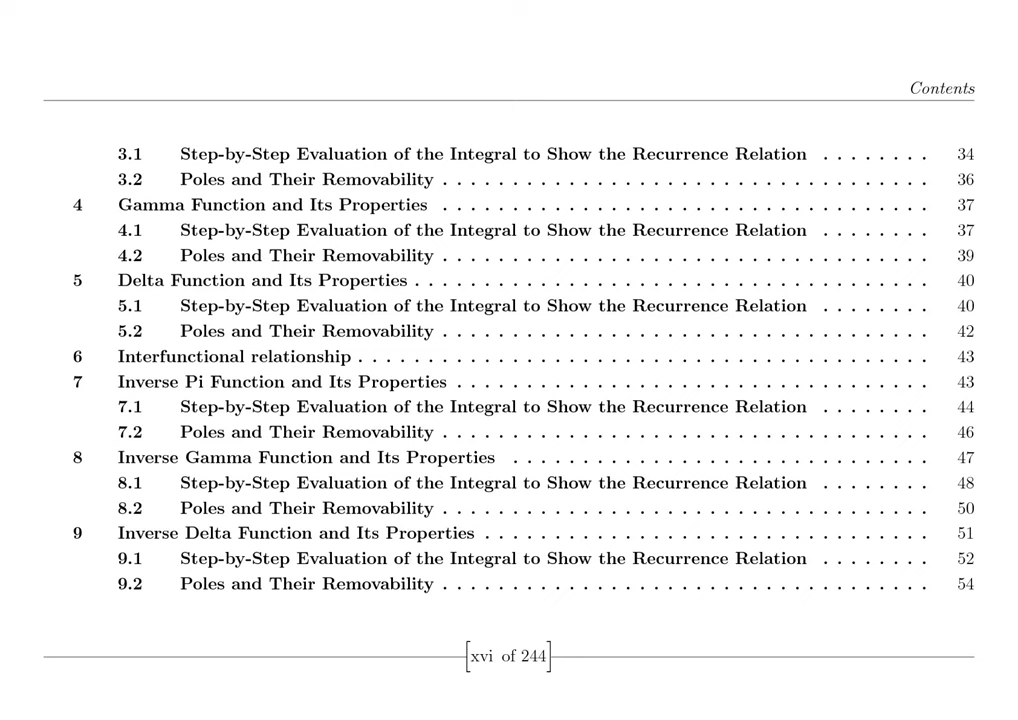 Contents
3.1 Step-by-Step Evaluation of the Integral to Show the Recurrence Relation . . . . . . . . 34
3.2 Poles and Their Removability . . . . . . . . . . . . . . . . . . . . . . . . . . . . . . . . . . . 36
4 Gamma Function and Its Properties . . . . . . . . . . . . . . . . . . . . . . . . . . . . . . . . . . . 37
4.1 Step-by-Step Evaluation of the Integral to Show the Recurrence Relation . . . . . . . . 37
4.2 Poles and Their Removability . . . . . . . . . . . . . . . . . . . . . . . . . . . . . . . . . . . 39
5 Delta Function and Its Properties . . . . . . . . . . . . . . . . . . . . . . . . . . . . . . . . . . . . . 40
5.1 Step-by-Step Evaluation of the Integral to Show the Recurrence Relation . . . . . . . . 40
5.2 Poles and Their Removability . . . . . . . . . . . . . . . . . . . . . . . . . . . . . . . . . . . 42
6 Interfunctional relationship . . . . . . . . . . . . . . . . . . . . . . . . . . . . . . . . . . . . . . . . . 43
7 Inverse Pi Function and Its Properties . . . . . . . . . . . . . . . . . . . . . . . . . . . . . . . . . . 43
7.1 Step-by-Step Evaluation of the Integral to Show the Recurrence Relation . . . . . . . . 44
7.2 Poles and Their Removability . . . . . . . . . . . . . . . . . . . . . . . . . . . . . . . . . . . 46
8 Inverse Gamma Function and Its Properties . . . . . . . . . . . . . . . . . . . . . . . . . . . . . . 47
8.1 Step-by-Step Evaluation of the Integral to Show the Recurrence Relation . . . . . . . . 48
8.2 Poles and Their Removability . . . . . . . . . . . . . . . . . . . . . . . . . . . . . . . . . . . 50
9 Inverse Delta Function and Its Properties . . . . . . . . . . . . . . . . . . . . . . . . . . . . . . . . 51
9.1 Step-by-Step Evaluation of the Integral to Show the Recurrence Relation . . . . . . . . 52
9.2 Poles and Their Removability . . . . . . . . . . . . . . . . . . . . . . . . . . . . . . . . . . . 54
[xvi of 244]